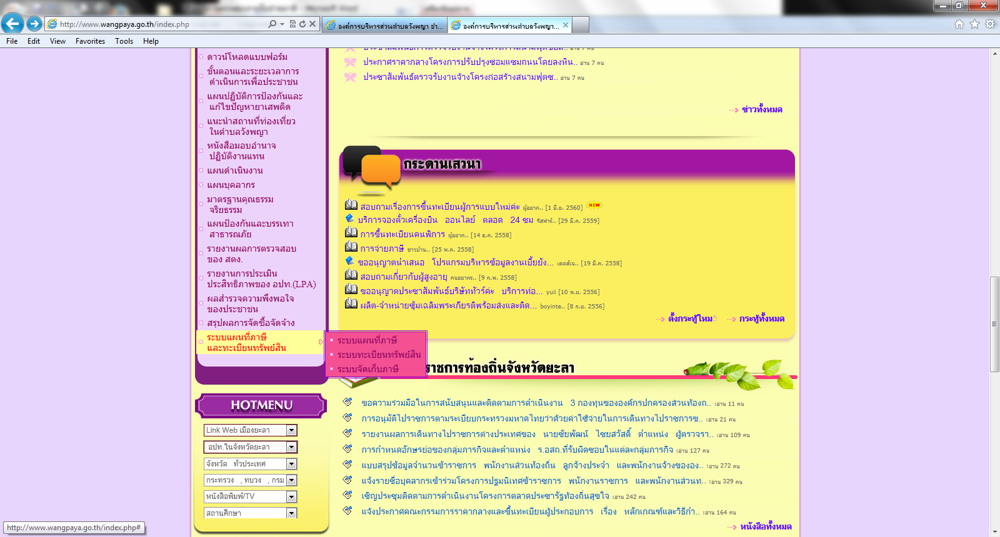 http://www.wangpaya.go.th/index.php
องค์การบริหารส่วนตำบลวังพญา อำ...
องค์การบริหารส่วนตำบลวังพญา...
File Edit View Favorites Tools Help
ดาวน์โหลดแบบฟอร์ม
ขั้นตอนและระยะเวลาการ
ดำเนินการเพื่อประชาชน
แผนปฏิบัติการป้องกันและ
แก้ไขปัญหายาเสพติด
แนะนำสถานที่ท่องเที่ยว
ในตำบลวังพญา
หนังสือมอบอำนาจ
ปฏิบัติงานแทน
แผนดำเนินงาน
แผนบุคลากร
มาตรฐานคุณธรรม
จริยธรรม
แผนป้องกันและบรรเทา
สาธารณภัย
รายงานผลการตรวจสอบ
ของ สตง.
รายงานการประเมิน
ประสิทธิภาพของ อปท.(LPA)
ผลสำรวจความพึงพอใจ
ของประชาชน
สรุปผลการจัดซื้อจัดจ้าง
ระบบแผนที่ภาษี
และทะเบียนทรัพย์สิน
ระบบแผนที่ภาษี
ระบบทะเบียนทรัพย์สิน
ระบบจัดเก็บภาษี
HOTMENU
Link Web เมืองยะลา
อปท.ในจังหวัดยะลา
จังหวัด ทั่วประเทศ
กระทรวง , ทบวง , กรม
หนังสือพิมพ์/TV
สถานศึกษา
ประกาศราคากลางโครงการปรับปรุงซ่อมแซมถนนโดยลงหิน.. อ่าน 7 คน
ประชาสัมพันธ์ตรวจรับงานจ้างโครงก่อสร้างสนามฟุตซ.. อ่าน 7 คน
ข่าวทั้งหมด
กระดานเสวนา
สอบถามเรื่องการขึ้นทะเบียนผู้การแบบใหม่ค่ะ ผู้อยาก.. [1 มิ.ย. 2560] NEW
บริการจองตั๋วเครื่องบิน ออนไลย์ ตลอด 24 ชม รัสฟาร์.. [29 มี.ค. 2559]
การขึ้นทะเบียนคนพิการ ผู้อยาก.. [14 ธ.ค. 2558]
การจ่ายภาษี ชาวบ้าน.. [25 พ.ค. 2558]
ขออนุญาตนำเสนอ โปรแกรมบริหารข้อมูลงานเบี้ยยัง... เดอส์เน.. [19 มี.ค. 2558]
สอบถามเกี่ยวกับผู้สูงอายุ คนอยากร.. [9 ก.พ. 2558]
ขออนุญาตประชาสัมพันธ์บริษัททัวร์ค่ะ บริการท่อ... yuii [10 พ.ย. 2556]
ผลิต-จำหน่ายซุ้มเฉลิมพระเกียรติพร้อมส่งและติด... boyinte.. [8 ก.ย. 2556]
ตั้งกระทู้ใหม่ กระทู้ทั้งหมด
ราชการท้องถิ่นจังหวัดยะลา
ขอความร่วมมือในการสนับสนุนและติดตามการดำเนินงาน 3 กองทุนขององค์กรปกครองส่วนท้องถ.. :อ่าน 11 คน
การอนุมัติไปราชการตามระเบียบกระทรวงมหาดไทยว่าด้วยค่าใช้จ่ายในการเดินทางไปราชการข.. :อ่าน 21 คน
รายงานผลการเดินทางไปราชการต่างประเทศของ นายชัยพัฒน์ ไชยสวัสดิ์ ตำแหน่ง ผู้ตรวจรา.. :อ่าน 109 คน
การกำหนดอักษรย่อของกลุ่มภารกิจและตำแหน่ง ร.อสถ.ที่รับผิดชอบในแต่ละกลุ่มภารกิจ :อ่าน 127 คน
แบบสรุปข้อมูลจำนวนข้าราชการ พนักงานส่วนท้องถิ่น ลูกจ้างประจำ และพนักงานจ้างขององ.. :อ่าน 272 คน
แจ้งรายชื่อบุคลากรเข้าร่วมโครงการปฐมนิเทศข้าราชการ พนักงานราชการ และพนักงานส่วนท.. :อ่าน 329 คน
เชิญประชุมติดตามการดำเนินงานโครงการตลาดประชารัฐท้องถิ่นสุขใจ :อ่าน 242 คน
แจ้งประกาศคณะกรรมการราคากลางและขึ้นทะเบียนผู้ประกอบการ เรื่อง หลักเกณฑ์และวิธีกำ.. :อ่าน 164 คน
หนังสือทั้งหมด
http://www.wangpaya.go.th/index.php#